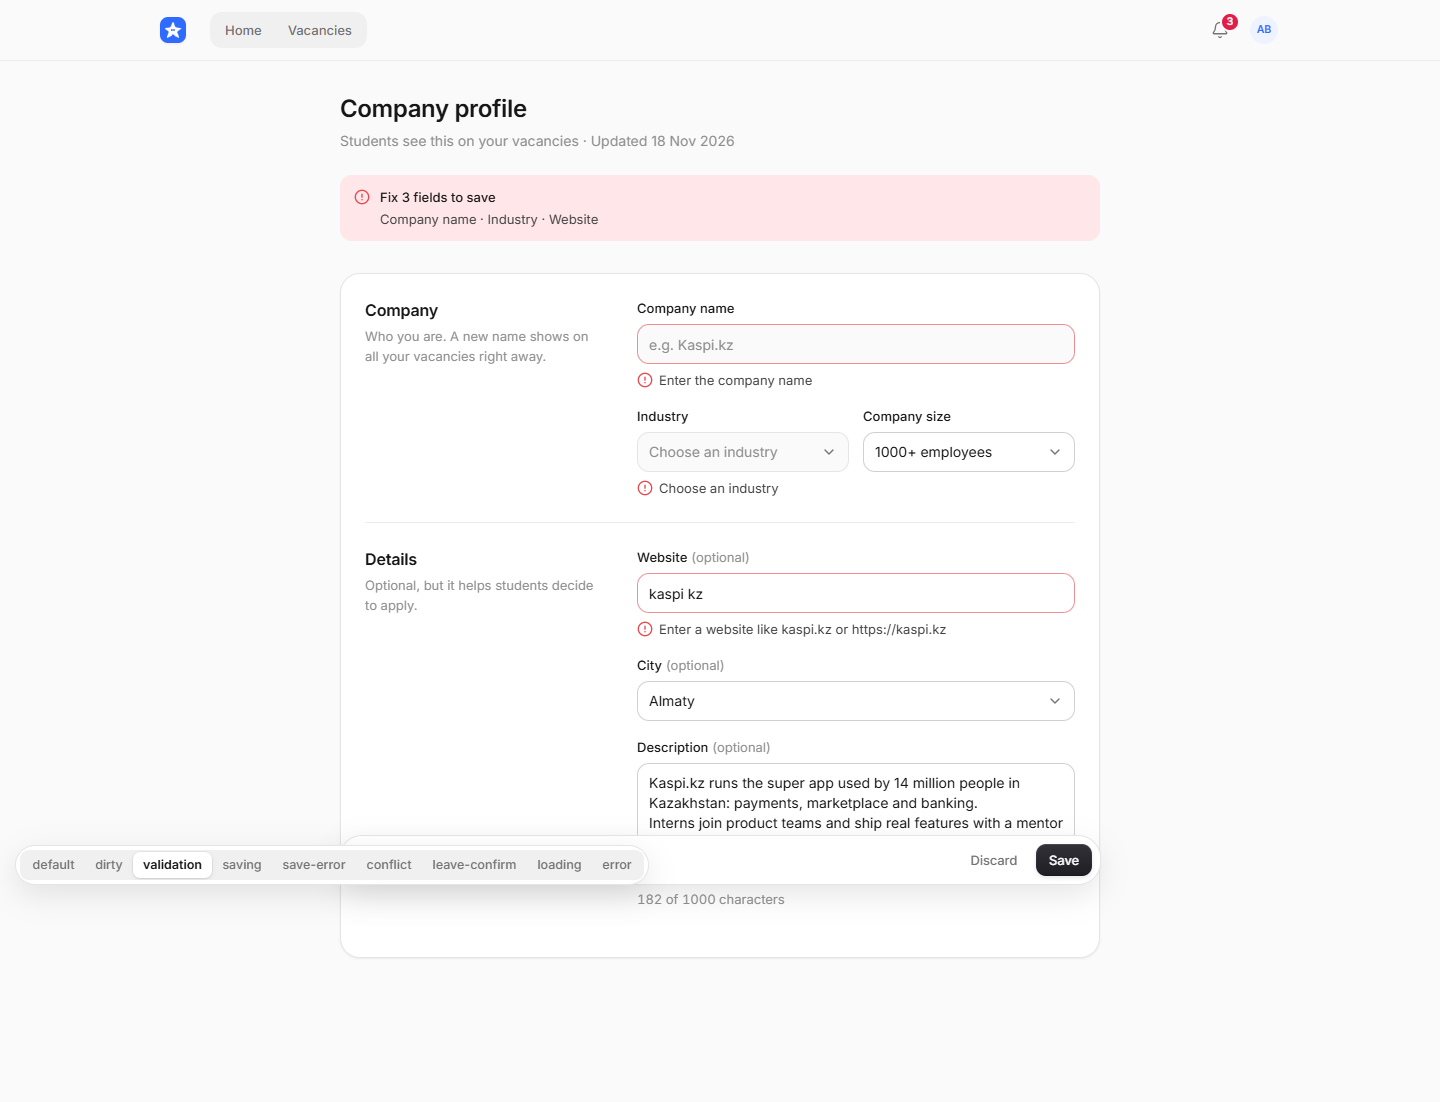 Home
Vacancies
3
AB
Company profile
Students see this on your vacancies · Updated 18 Nov 2026
Fix 3 fields to save
Company name · Industry · Website
Company
Who you are. A new name shows on
all your vacancies right away.
Company name
e.g. Kaspi.kz
Enter the company name
Industry
Company size
Choose an industry
1000+ employees
Choose an industry
Details
Optional, but it helps students decide
to apply.
Website (optional)
kaspi kz
Enter a website like kaspi.kz or https://kaspi.kz
City (optional)
Almaty
Description (optional)
Kaspi.kz runs the super app used by 14 million people in
Kazakhstan: payments, marketplace and banking.
Interns join product teams and ship real features with a mentor
default
dirty
validation
saving
save-error
conflict
leave-confirm
loading
error
Discard
Save
182 of 1000 characters